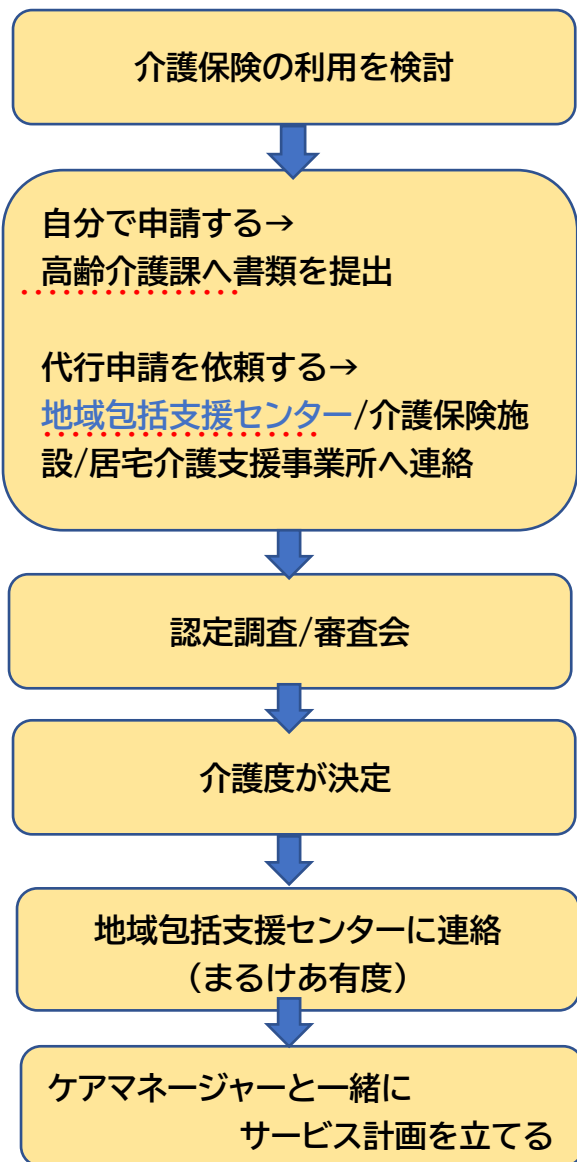 介護保険の利用を検討
自分で申請する→
高齢介護課へ書類を提出
代行申請を依頼する→
地域包括支援センター/介護保険施
設/居宅介護支援事業所へ連絡
認定調査/審査会
介護度が決定
地域包括支援センターに連絡
（まるけあ有度）
ケアマネージャーと一緒に
サービス計画を立てる